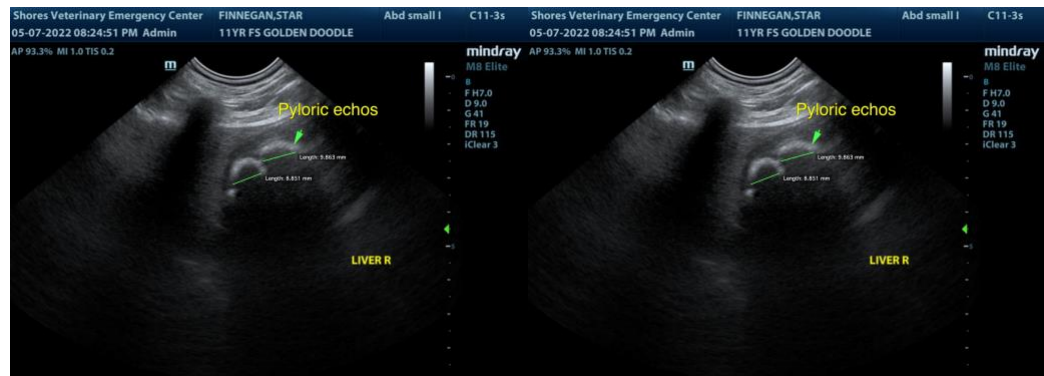 Shores Veterinary Emergency Center FINNEGAN,STAR Abd small I C11-3s
05-07-2022 08:24:51 PM Admin 11YR FS GOLDEN DOODLE
AP 93.3% MI 1.0 TIS 0.2
mindray
M8 Elite
m
B
F H7.0
D 9.0
G 41
FR 19
DR 115
iClear 3
0
5
Pyloric echos
Length: 9.863 mm
Length: 8.851 mm
LIVER R
Shores Veterinary Emergency Center FINNEGAN,STAR Abd small I C11-3s
05-07-2022 08:24:51 PM Admin 11YR FS GOLDEN DOODLE
AP 93.3% MI 1.0 TIS 0.2
mindray
M8 Elite
m
B
F H7.0
D 9.0
G 41
FR 19
DR 115
iClear 3
0
5
Pyloric echos
Length: 9.863 mm
Length: 8.851 mm
LIVER R